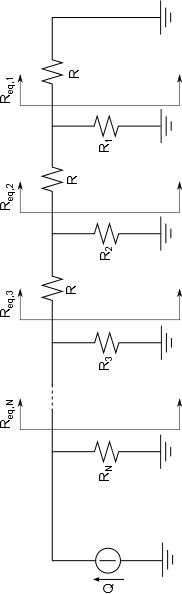 R
R_eq,1
R_1
R
R_eq,2
R_2
R
R_eq,3
R_3
R_eq,N
R_N
Q